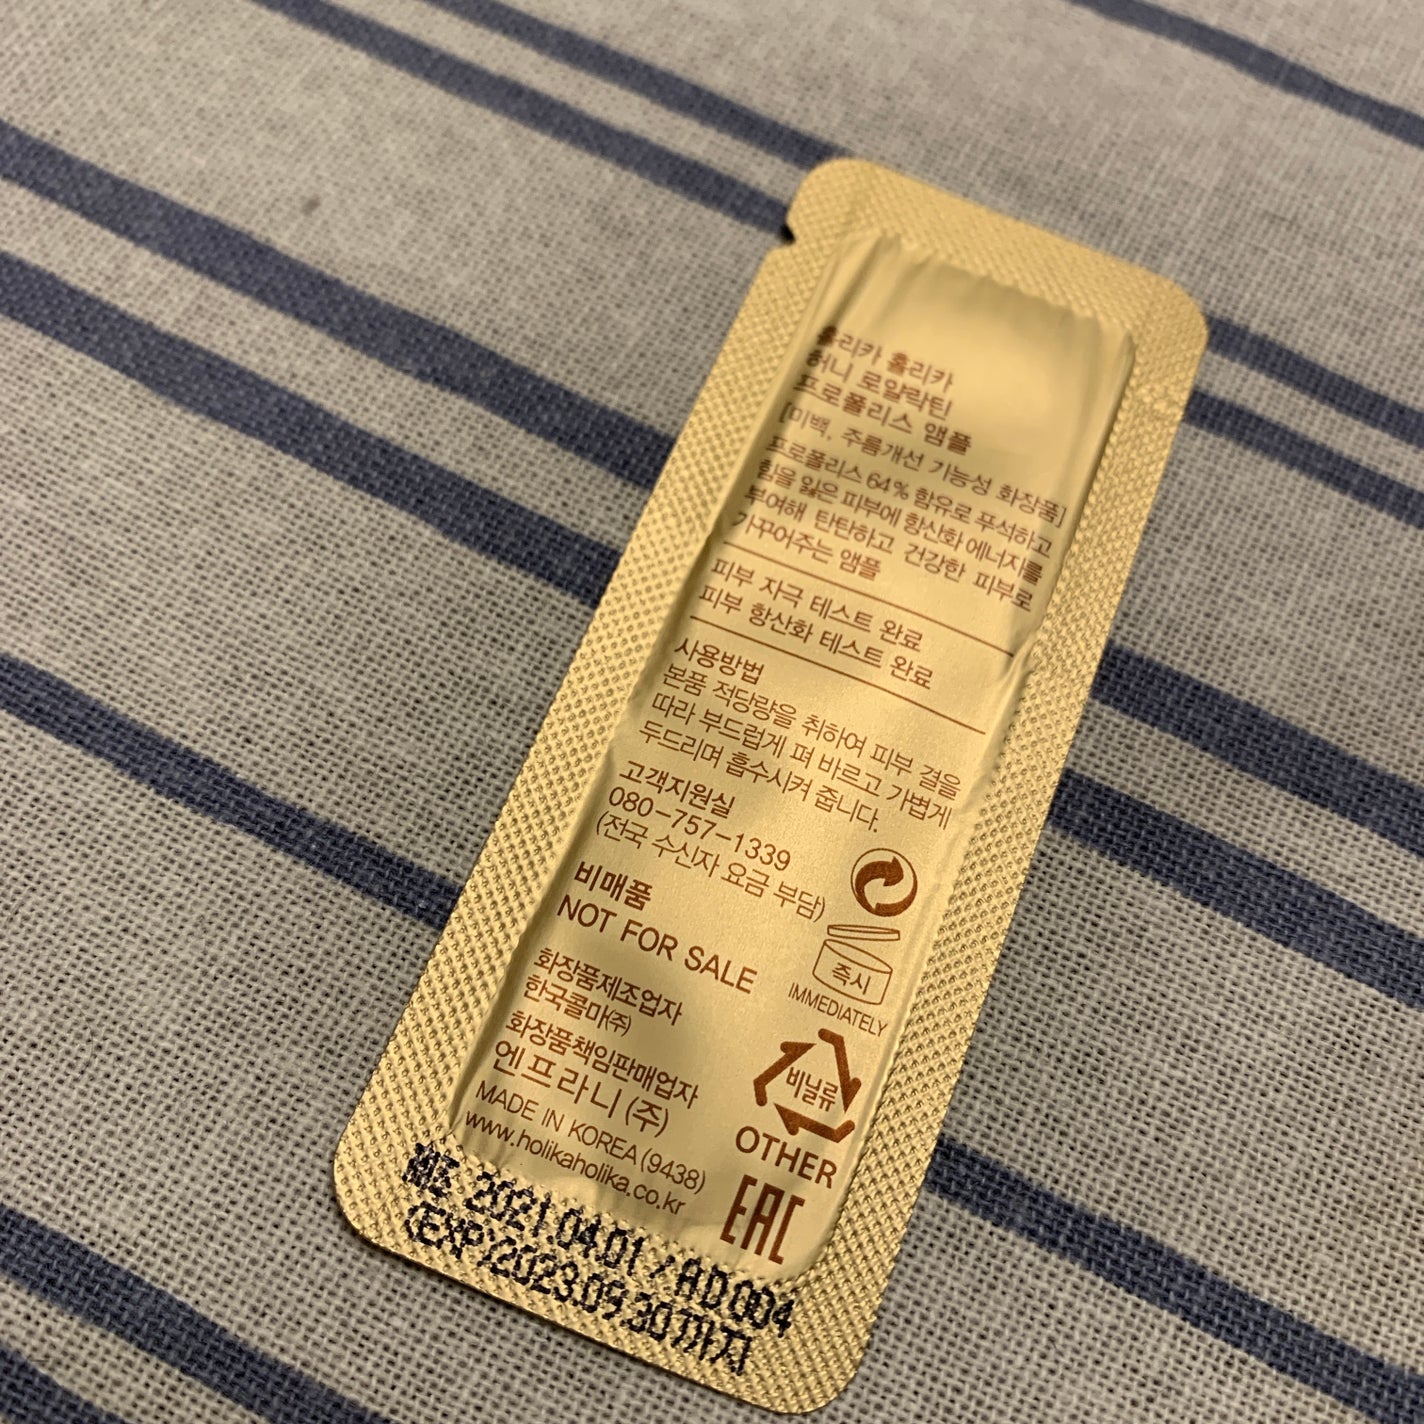 홀리카 홀리카
허니 로얄락틴
프로폴리스 앰플
[미백, 주름개선 기능성 화장품]
프로폴리스 64% 함유로 푸석하고
힘을 잃은 피부에 항산화 에너지를
부여해 탄탄하고 건강한 피부로
가꾸어주는 앰플
피부 자극 테스트 완료
피부 항산화 테스트 완료
사용방법
본품 적당량을 취하여 피부 결을
따라 부드럽게 펴 바르고 가볍게
두드리며 흡수시켜 줍니다.
고객지원실
080-757-1339
(전국 수신자 요금 부담)
비매품
NOT FOR SALE
즉시
IMMEDIATELY
화장품제조업자
한국콜마㈜
화장품책임판매업자
엔프라니 (주)
MADE IN KOREA (9438)
www.holikaholika.co.kr
비닐류
OTHER
EAC
제조 2021.04.01 / AD004
(EXP)2023.09.30까지